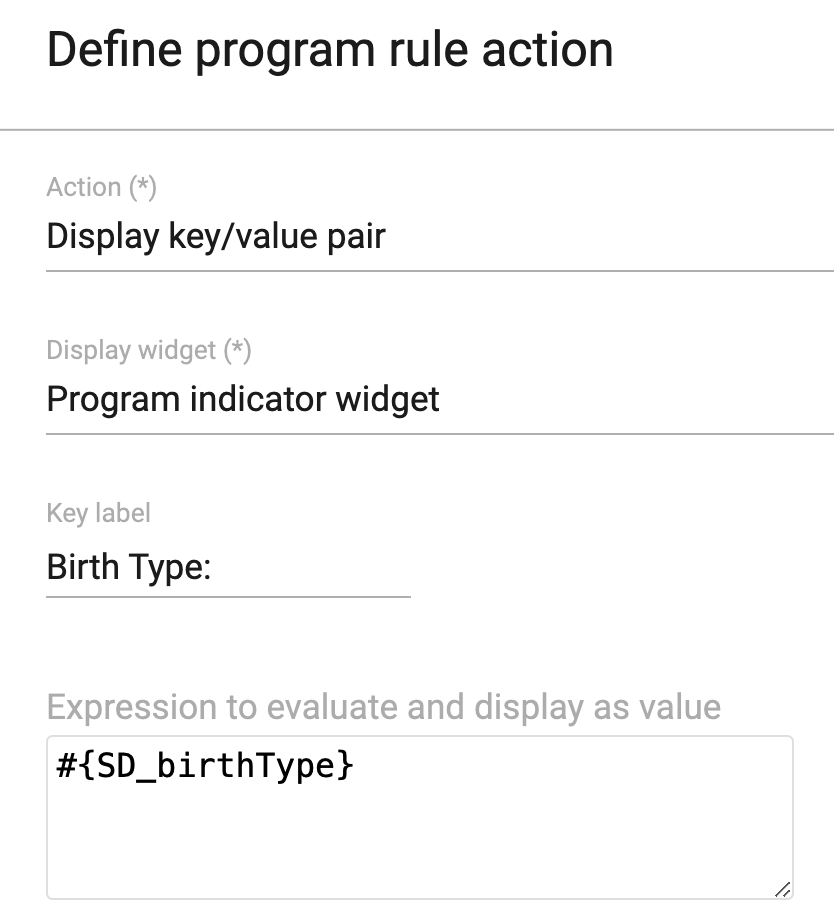 Define program rule action
Action (*)
Display key/value pair
Display widget (*)
Program indicator widget
Key label
Birth Type:
Expression to evaluate and display as value
#{SD_birthType}